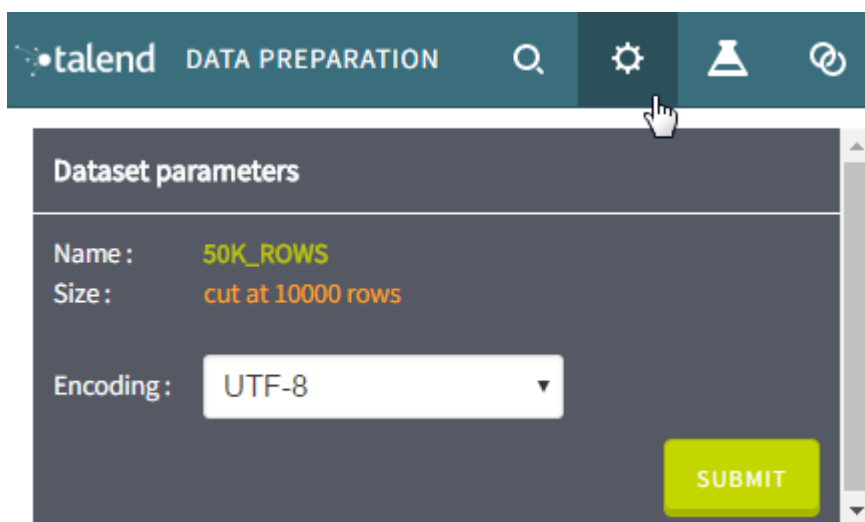 talend DATA PREPARATION
Dataset parameters
Name : 50K_ROWS
Size : cut at 10000 rows
Encoding : UTF-8
SUBMIT